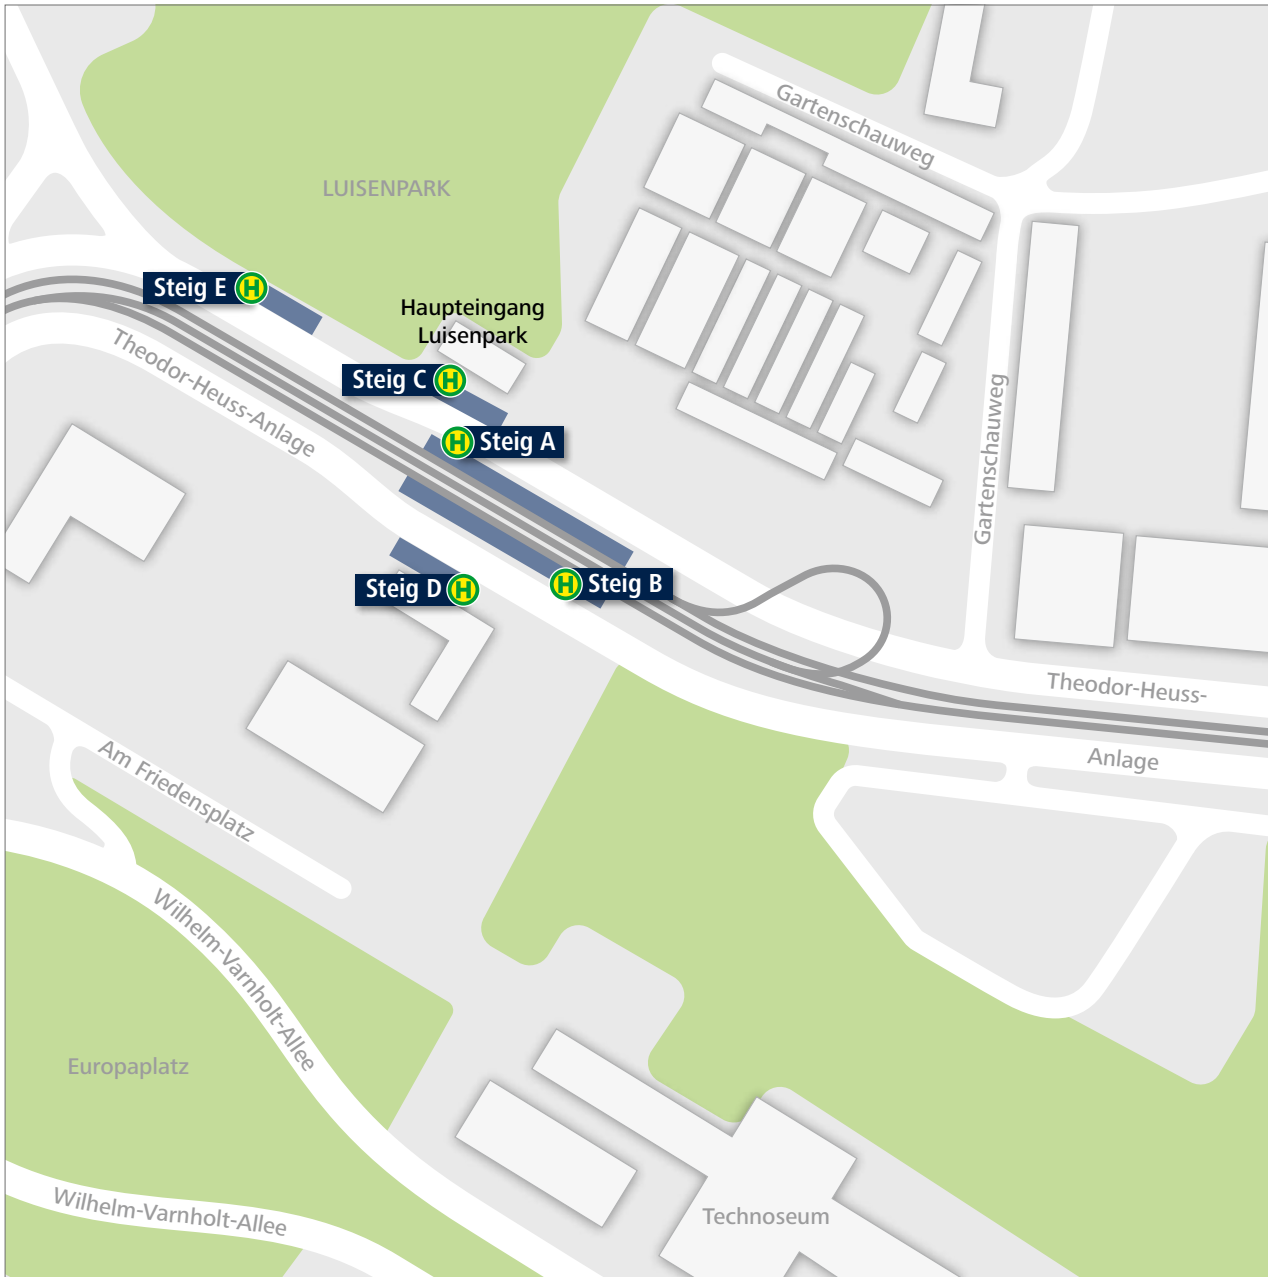 Gartenschauweg
LUISENPARK
Steig E
H
Haupteingang
Luisenpark
Theodor-Heuss-Anlage
Steig C
H
H
Steig A
Gartenschauweg
Steig D
H
H
Steig B
Theodor-Heuss-
Anlage
Am Friedensplatz
Wilhelm-Varnholt-Allee
Europaplatz
Wilhelm-Varnholt-Allee
Technoseum